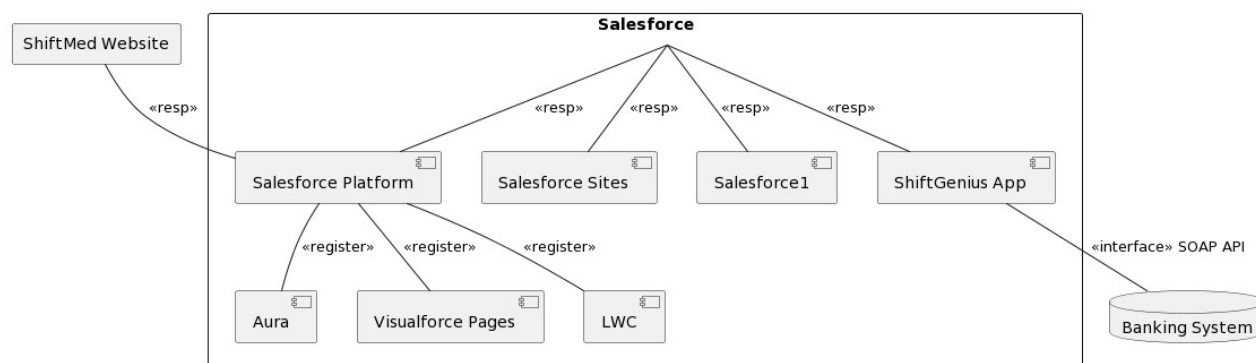 Salesforce
ShiftMed Website
«resp»
«resp»
«resp»
«resp»
«resp»
Salesforce Platform
Salesforce Sites
Salesforce1
ShiftGenius App
«register»
«register»
«register»
«interface» SOAP API
Aura
Visualforce Pages
LWC
Banking System